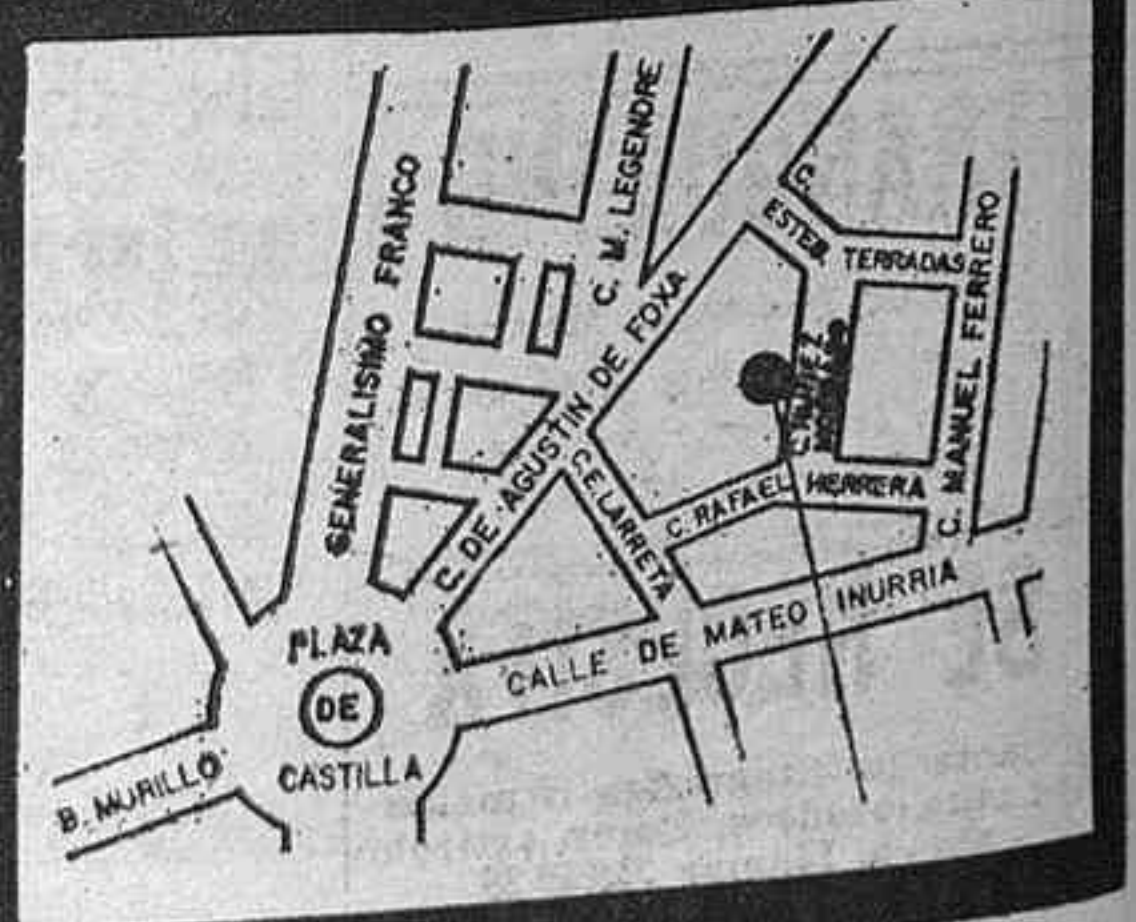 GENERALISIMO FRANCO
C. M. LEGENDRE
C. DE AGUSTIN DE FOXA
C.
ESTEB.
TERRADAS
C. MANUEL FERRERO
C.
C. RAFAEL HERRERA
C.E. LARRETA
CALLE DE MATEO INURRIA
PLAZA
DE
CASTILLA
B. MURILLO